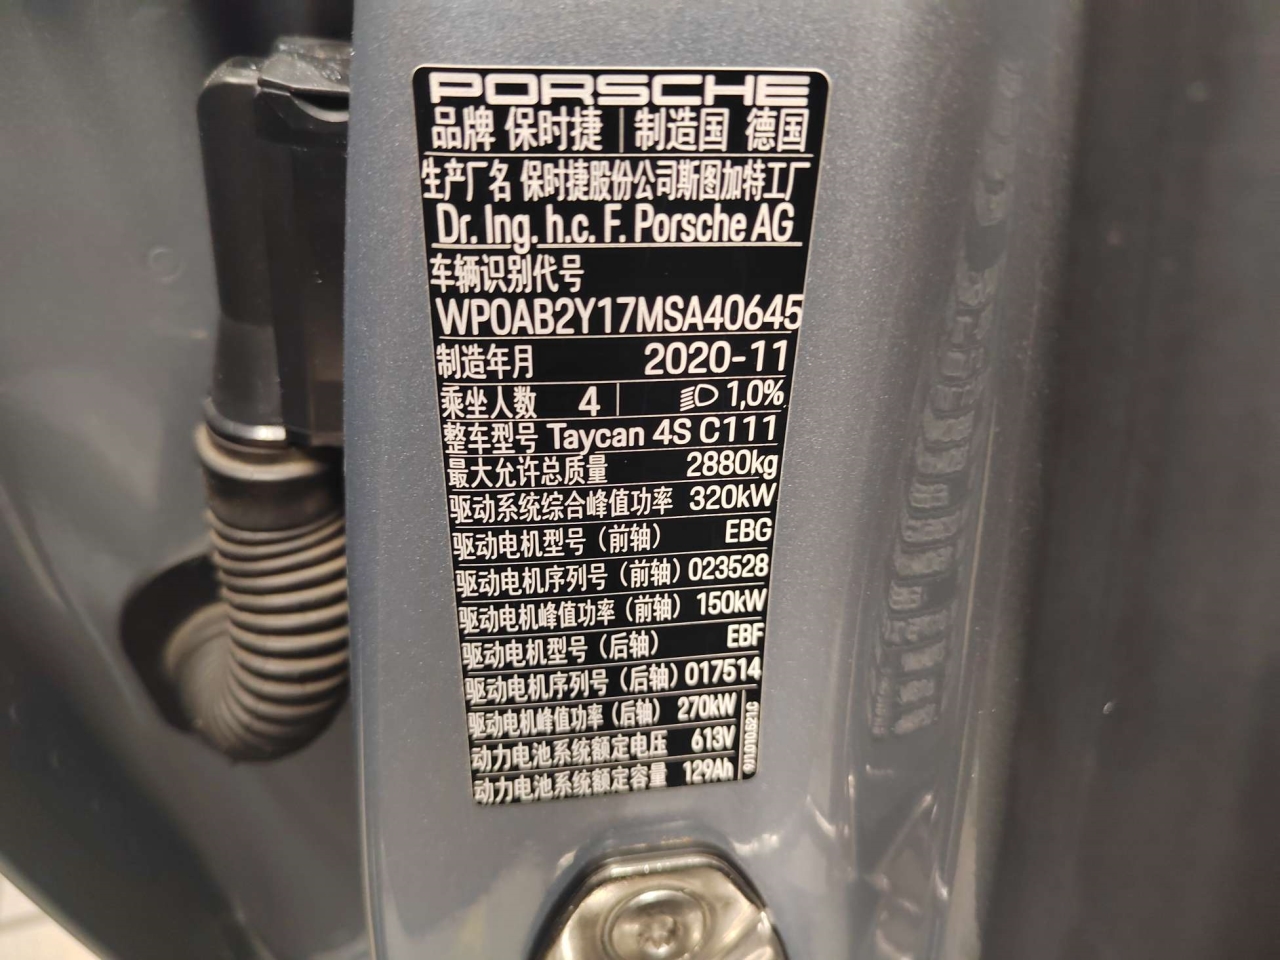 PORSCHE
品牌 保时捷 | 制造国 德国
生产厂名 保时捷股份公司斯图加特工厂
Dr. Ing. h.c. F. Porsche AG
车辆识别代号
WP0AB2Y17MSA40645
制造年月 2020-11
乘坐人数 4 | 1,0%
整车型号 Taycan 4S C111
最大允许总质量 2880kg
驱动系统综合峰值功率 320kW
驱动电机型号（前轴） EBG
驱动电机序列号（前轴）023528
驱动电机峰值功率（前轴） 150kW
驱动电机型号（后轴） EBF
驱动电机序列号（后轴）017514
驱动电机峰值功率（后轴） 270kW
动力电池系统额定电压 613V
动力电池系统额定容量 129Ah